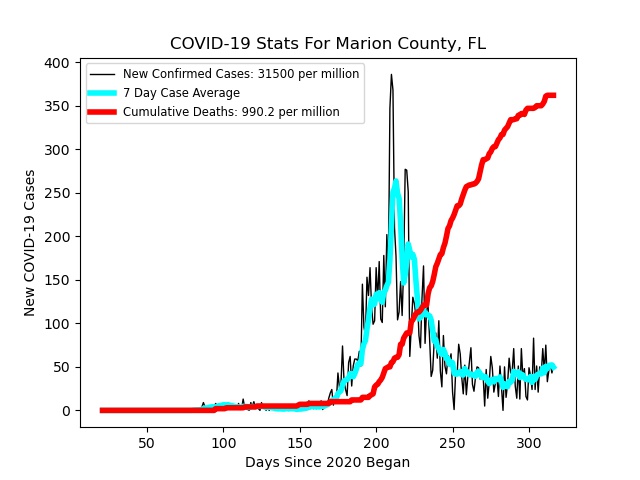 COVID-19 Stats For Marion County, FL
New Confirmed Cases: 31500 per million
7 Day Case Average
Cumulative Deaths: 990.2 per million
New COVID-19 Cases
400
350
300
250
200
150
100
50
0
50 100 150 200 250 300
Days Since 2020 Began